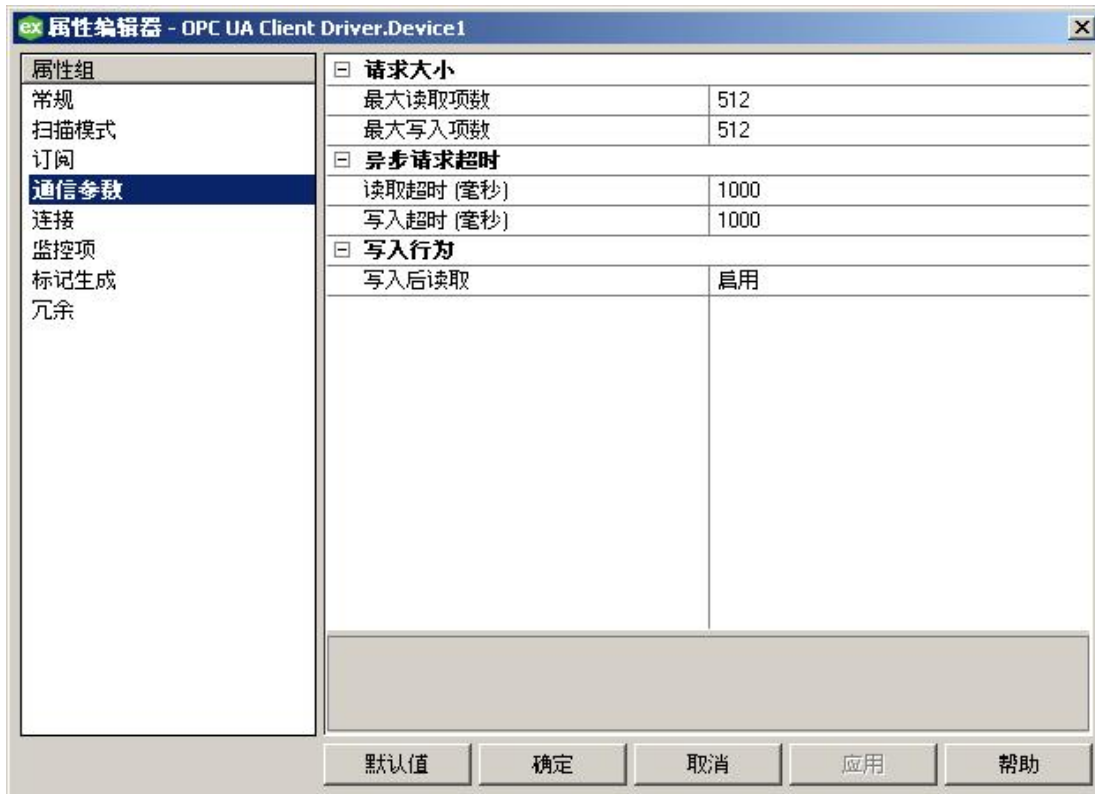 ex 属性编辑器 - OPC UA Client Driver.Device1
属性组
常规
扫描模式
订阅
通信参数
连接
监控项
标记生成
冗余
请求大小
最大读取项数 512
最大写入项数 512
异步请求超时
读取超时 (毫秒) 1000
写入超时 (毫秒) 1000
写入行为
写入后读取 启用
默认值 确定 取消 应用 帮助